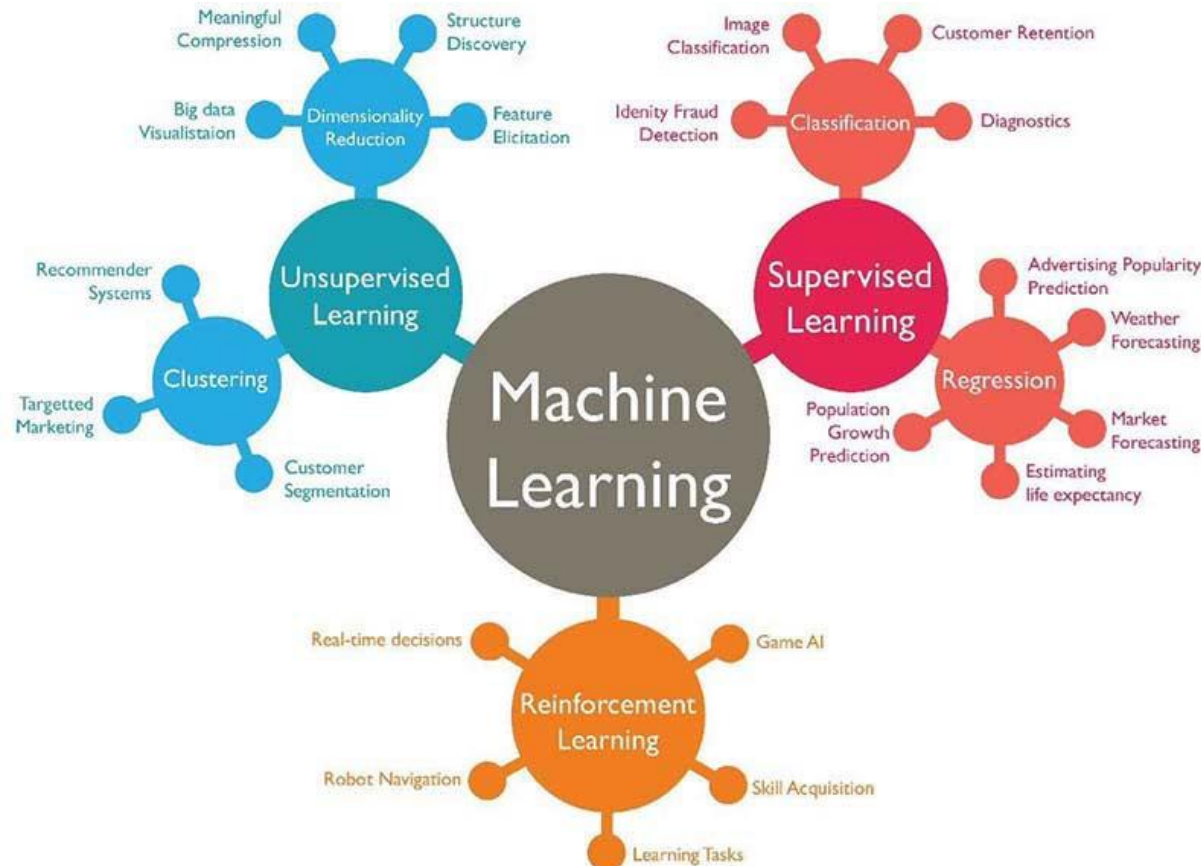 Meaningful
Compression
Structure
Discovery
Big data
Visualistaion
Dimensionality
Reduction
Feature
Elicitation
Image
Classification
Customer Retention
Idenity Fraud
Detection
Classification
Diagnostics
Unsupervised
Learning
Recommender
Systems
Clustering
Targetted
Marketing
Customer
Segmentation
Supervised
Learning
Advertising Popularity
Prediction
Weather
Forecasting
Regression
Population
Growth
Prediction
Market
Forecasting
Estimating
life expectancy
Machine
Learning
Real-time decisions
Game AI
Reinforcement
Learning
Robot Navigation
Skill Acquisition
Learning Tasks